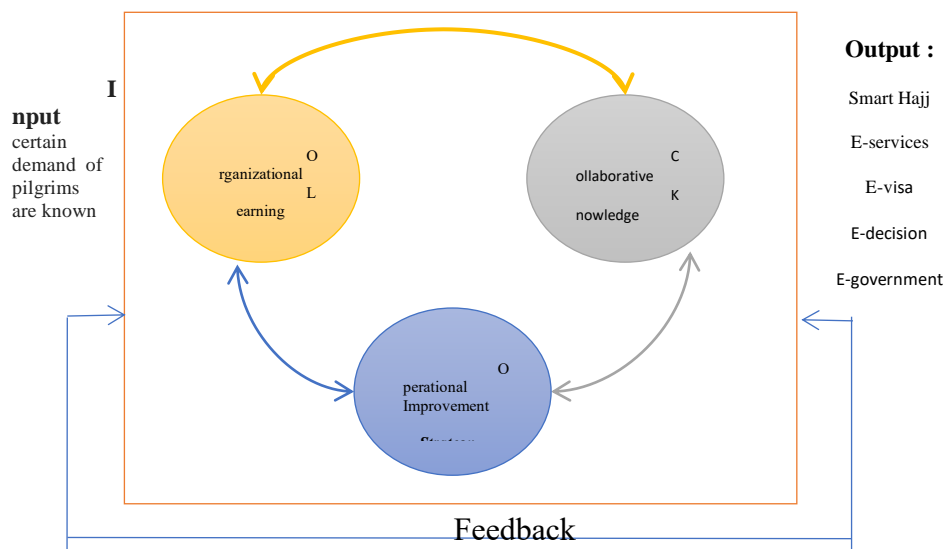 I
nput
certain
demand of
pilgrims
are known
O
rganizational
L
earning
C
ollaborative
K
nowledge
O
perational
Improvement
Output :
Smart Hajj
E-services
E-visa
E-decision
E-government
Feedback